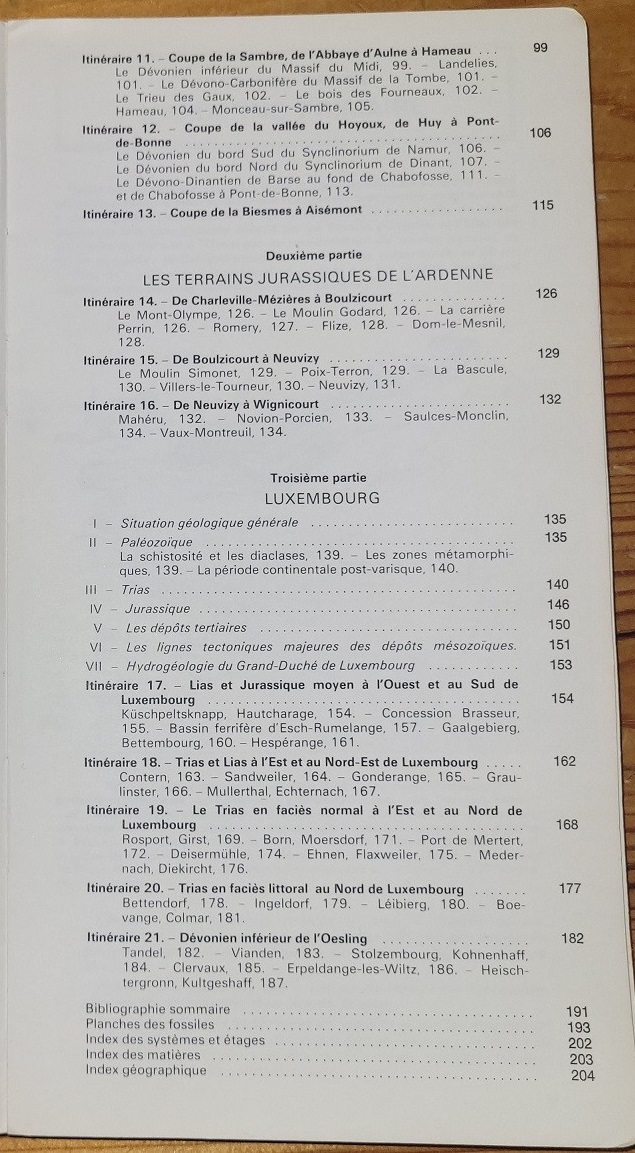 Itinéraire 11. – Coupe de la Sambre, de l'Abbaye d'Aulne à Hameau . . . 99
Le Dévonien inférieur du Massif du Midi, 99. – Landelies,
101. – Le Dévono-Carbonifère du Massif de la Tombe, 101. –
Le Trieu des Gaux, 102. – Le bois des Fourneaux, 102. –
Hameau, 104. – Monceau-sur-Sambre, 105.
Itinéraire 12. – Coupe de la vallée du Hoyoux, de Huy à Pont-
de-Bonne . . . . . . . . . . . . . . . . . . . . . . . . . . . . . . . . . . . . . . . . 106
Le Dévonien du bord Sud du Synclinorium de Namur, 106. –
Le Dévonien du bord Nord du Synclinorium de Dinant, 107. –
Le Dévono-Dinantien de Barse au fond de Chabofosse, 111. –
et de Chabofosse à Pont-de-Bonne, 113.
Itinéraire 13. – Coupe de la Biesmes à Aisémont . . . . . . . . . . . . . . . . . 115
Deuxième partie
LES TERRAINS JURASSIQUES DE L'ARDENNE
Itinéraire 14. – De Charleville-Mézières à Boulzicourt . . . . . . . . . . . . . 126
Le Mont-Olympe, 126. – Le Moulin Godard, 126. – La carrière
Perrin, 126. – Romery, 127. – Flize, 128. – Dom-le-Mesnil,
128.
Itinéraire 15. – De Boulzicourt à Neuvizy . . . . . . . . . . . . . . . . . . . . . . 129
Le Moulin Simonet, 129. – Poix-Terron, 129. – La Bascule,
130. – Villers-le-Tourneur, 130. – Neuvizy, 131.
Itinéraire 16. – De Neuvizy à Wignicourt . . . . . . . . . . . . . . . . . . . . . . 132
Mahéru, 132. – Novion-Porcien, 133. – Saulces-Monclin,
134. – Vaux-Montreuil, 134.
Troisième partie
LUXEMBOURG
I – Situation géologique générale . . . . . . . . . . . . . . . . . . . . . . . . . . 135
II – Paléozoïque . . . . . . . . . . . . . . . . . . . . . . . . . . . . . . . . . . . . . . . 135
La schistosité et les diaclases, 139. – Les zones métamorphi-
ques, 139. – La période continentale post-varisque, 140.
III – Trias . . . . . . . . . . . . . . . . . . . . . . . . . . . . . . . . . . . . . . . . . . . . 140
IV – Jurassique . . . . . . . . . . . . . . . . . . . . . . . . . . . . . . . . . . . . . . . . 146
V – Les dépôts tertiaires . . . . . . . . . . . . . . . . . . . . . . . . . . . . . . . . 150
VI – Les lignes tectoniques majeures des dépôts mésozoïques. 151
VII – Hydrogéologie du Grand-Duché de Luxembourg . . . . . . . . . . . . 153
Itinéraire 17. – Lias et Jurassique moyen à l'Ouest et au Sud de
Luxembourg . . . . . . . . . . . . . . . . . . . . . . . . . . . . . . . . . . . . . . . 154
Küschpeltsknapp, Hautcharage, 154. – Concession Brasseur,
155. – Bassin ferrifère d'Esch-Rumelange, 157. – Gaalgebierg,
Bettembourg, 160. – Hespérange, 161.
Itinéraire 18. – Trias et Lias à l'Est et au Nord-Est de Luxembourg . . . . . 162
Contern, 163. – Sandweiler, 164. – Gonderange, 165. – Grau-
linster, 166. – Mullerthal, Echternach, 167.
Itinéraire 19. – Le Trias en faciès normal à l'Est et au Nord de
Luxembourg . . . . . . . . . . . . . . . . . . . . . . . . . . . . . . . . . . . . . . . 168
Rosport, Girst, 169. – Born, Moersdorf, 171. – Port de Mertert,
172. – Deisermühle, 174. – Ehnen, Flaxweiler, 175. – Meder-
nach, Diekircht, 176.
Itinéraire 20. – Trias en faciès littoral au Nord de Luxembourg . . . . . . . 177
Bettendorf, 178. – Ingeldorf, 179. – Léibierg, 180. – Boe-
vange, Colmar, 181.
Itinéraire 21. – Dévonien inférieur de l'Oesling . . . . . . . . . . . . . . . . . . 182
Tandel, 182. – Vianden, 183. – Stolzembourg, Kohnenhaff,
184. – Clervaux, 185. – Erpeldange-les-Wiltz, 186. – Heisch-
tergronn, Kultgeshaff, 187.
Bibliographie sommaire . . . . . . . . . . . . . . . . . . . . . . . . . . . . . . . . . . . 191
Planches des fossiles . . . . . . . . . . . . . . . . . . . . . . . . . . . . . . . . . . . . . 193
Index des systèmes et étages . . . . . . . . . . . . . . . . . . . . . . . . . . . . . . . 202
Index des matières . . . . . . . . . . . . . . . . . . . . . . . . . . . . . . . . . . . . . . . 203
Index géographique . . . . . . . . . . . . . . . . . . . . . . . . . . . . . . . . . . . . . . 204